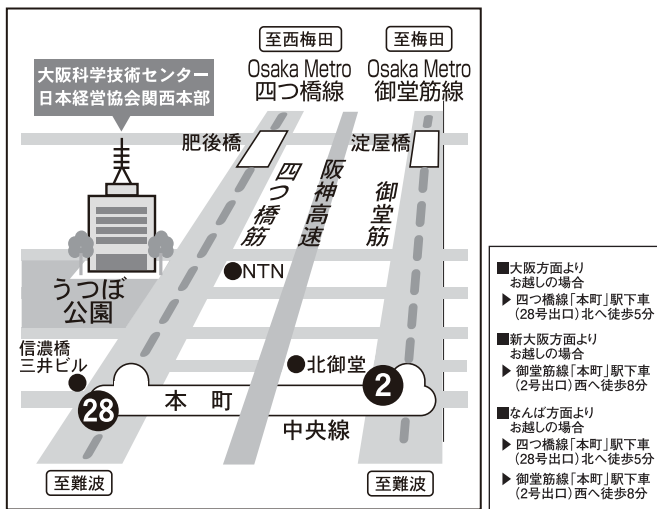 至西梅田
至梅田
Osaka Metro
四つ橋線
Osaka Metro
御堂筋線
大阪科学技術センター
日本経営協会関西本部
肥後橋
淀屋橋
四つ橋筋
阪神高速
御堂筋
NTN
うつぼ
公園
信濃橋
三井ビル
北御堂
28
本町
2
中央線
至難波
至難波
■大阪方面より
お越しの場合
▶ 四つ橋線「本町」駅下車
(28号出口)北へ徒歩5分
■新大阪方面より
お越しの場合
▶ 御堂筋線「本町」駅下車
(2号出口)西へ徒歩8分
■なんば方面より
お越しの場合
▶ 四つ橋線「本町」駅下車
(28号出口)北へ徒歩5分
▶ 御堂筋線「本町」駅下車
(2号出口)西へ徒歩8分